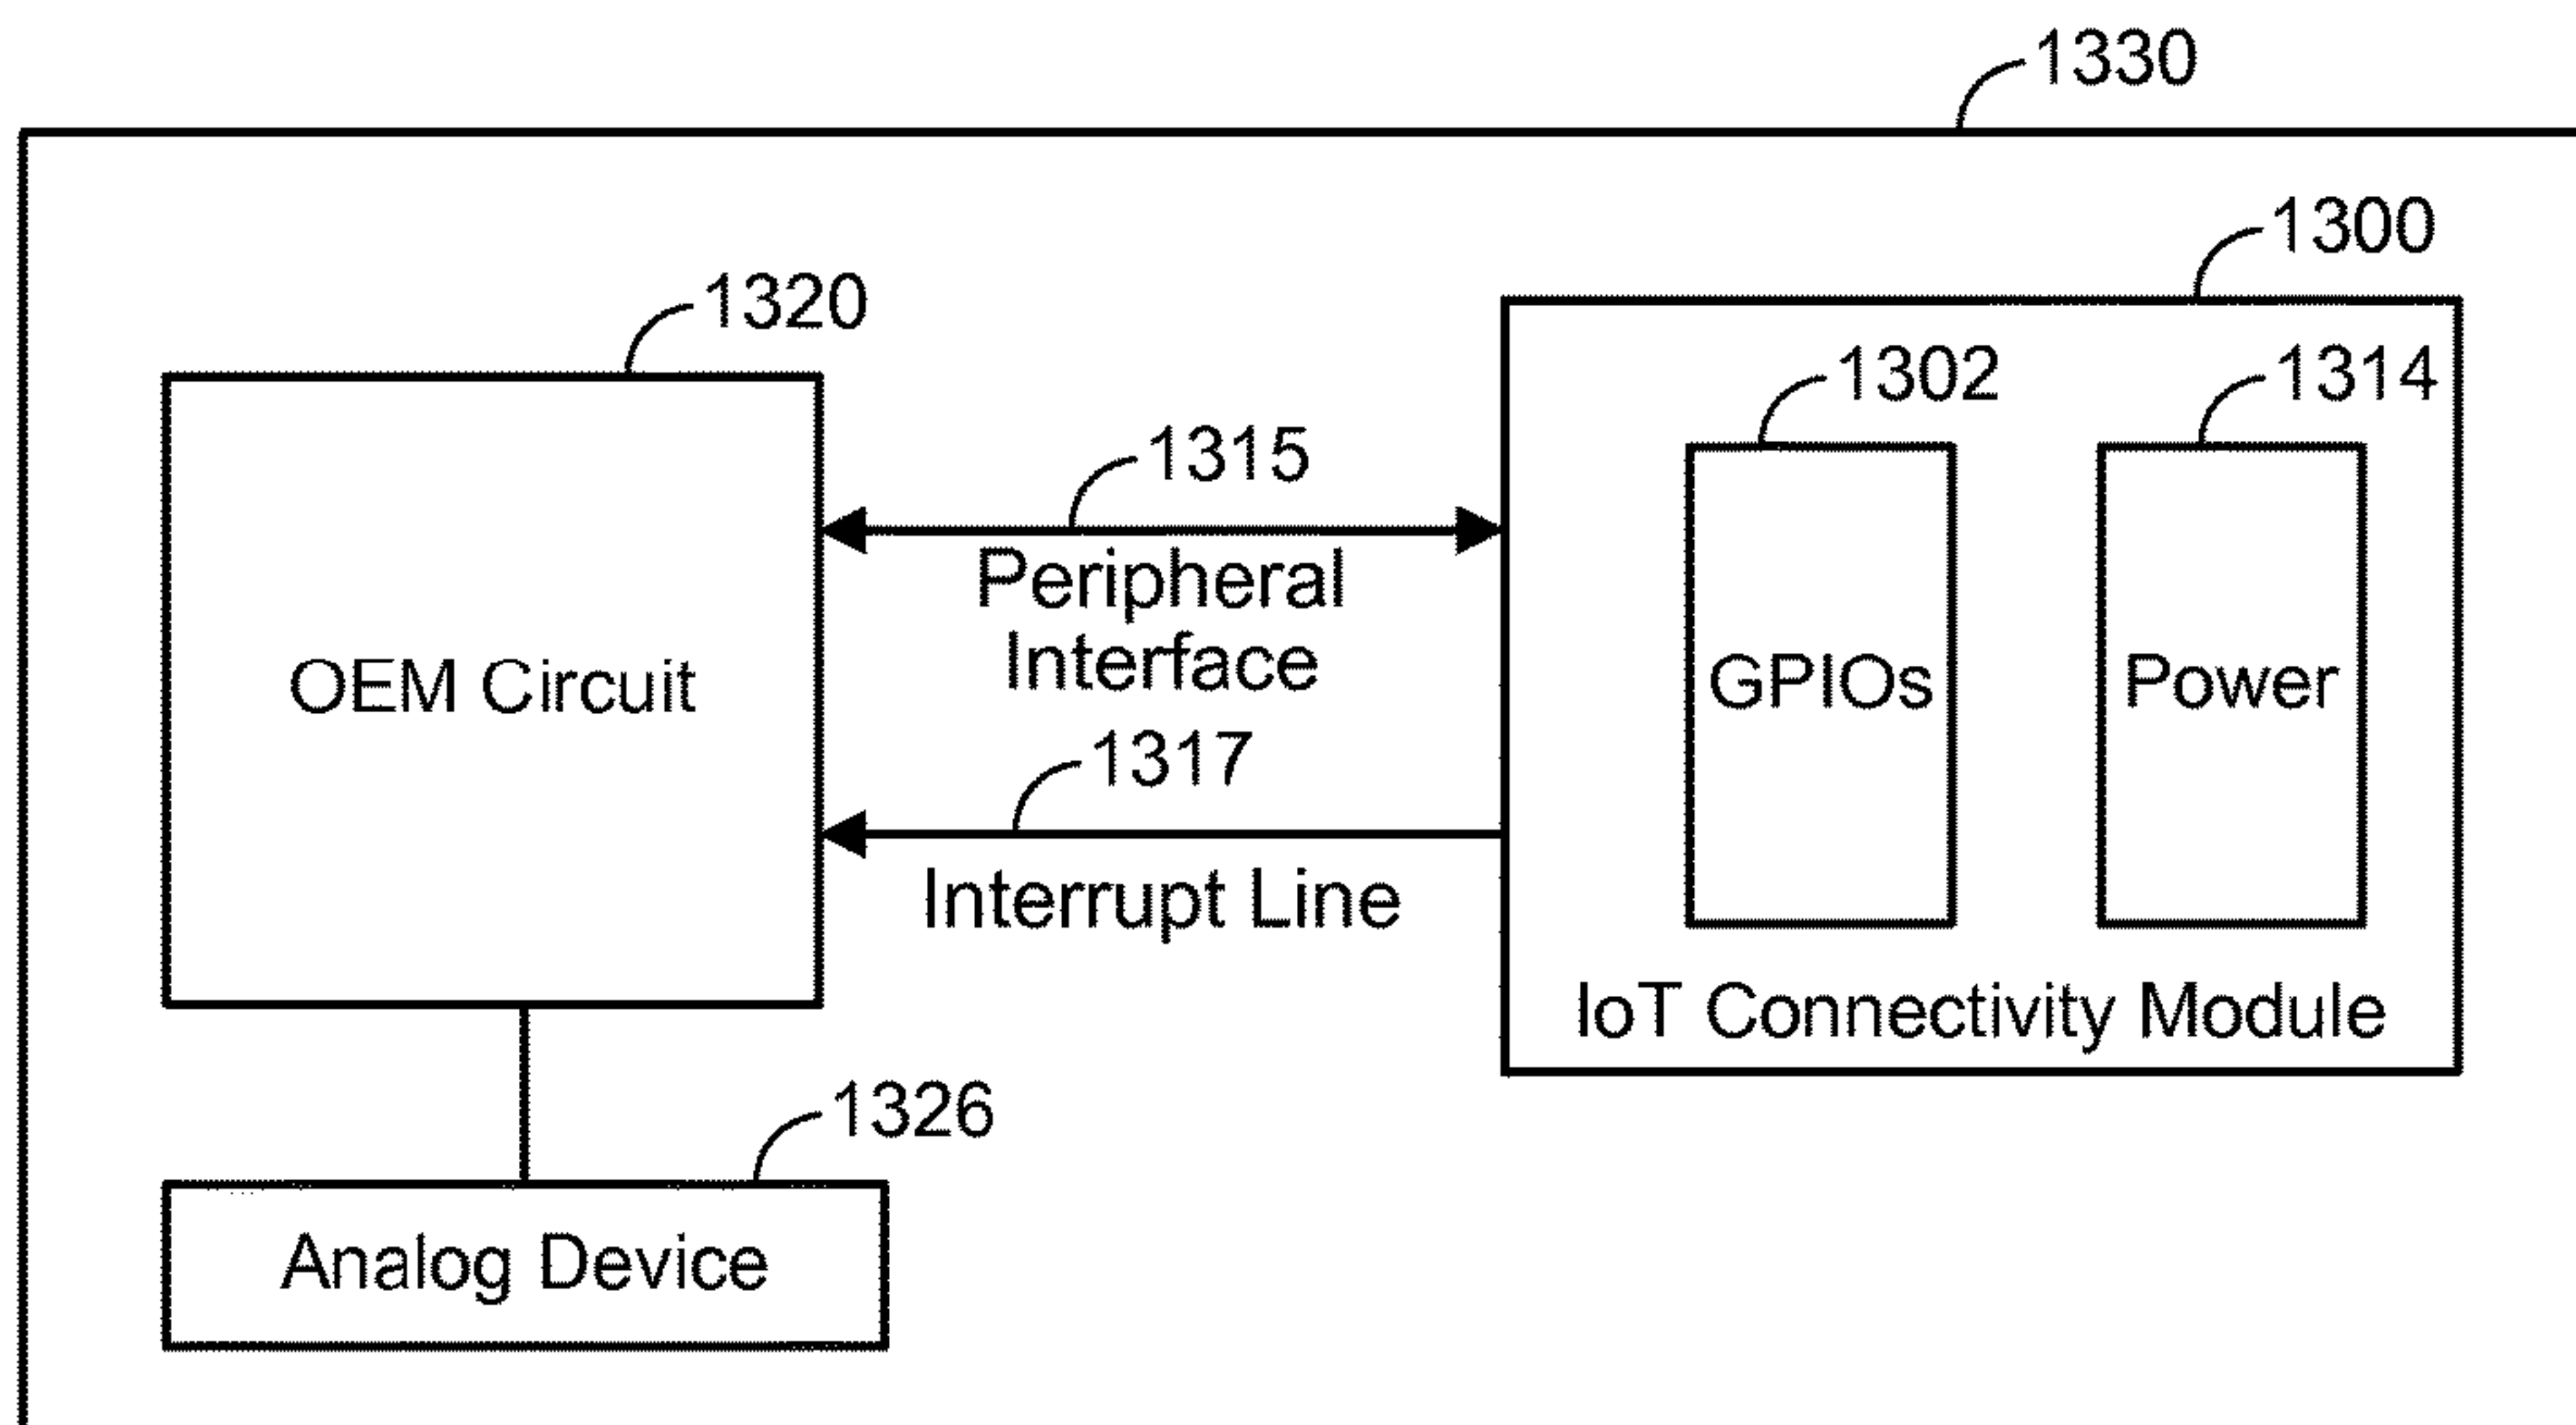 1330
1300
1320
1302
1314
1315
Peripheral
Interface
OEM Circuit
GPIOs
Power
1317
Interrupt Line
IoT Connectivity Module
1326
Analog Device